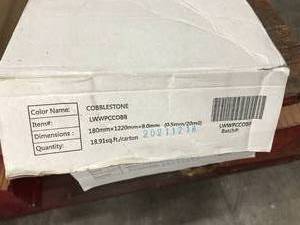 Color Name: COBBLESTONE
Item#: LWWPCCOBB
Dimensions : 180mm×1220mm×8.0mm (0.5mm/20mil)
Quantity: 18.91sq.ft./carton
20211218
LWWPCCOBB
Batch#: